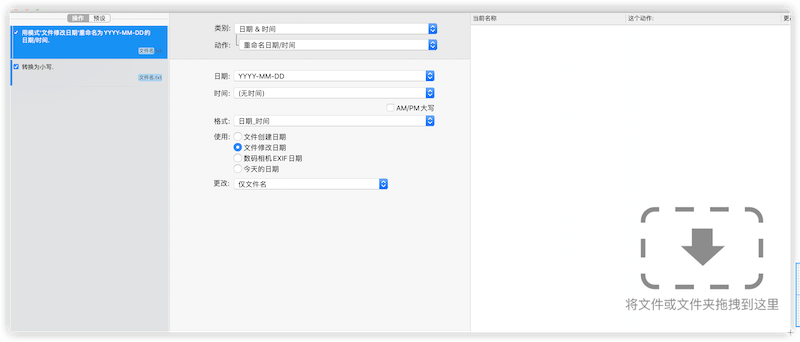 操作 预设
用模式'文件修改日期'重命名为 YYYY-MM-DD的
日期/时间.
文件名
转换为小写.
文件名
类别: 日期 & 时间
动作: 重命名日期/时间
日期: YYYY-MM-DD
时间: (无时间)
AM/PM 大写
格式: 日期_时间
使用: 文件创建日期
文件修改日期
数码相机 EXIF 日期
今天的日期
更改: 仅文件名
当前名称 这个动作:
将文件或文件夹拖拽到这里